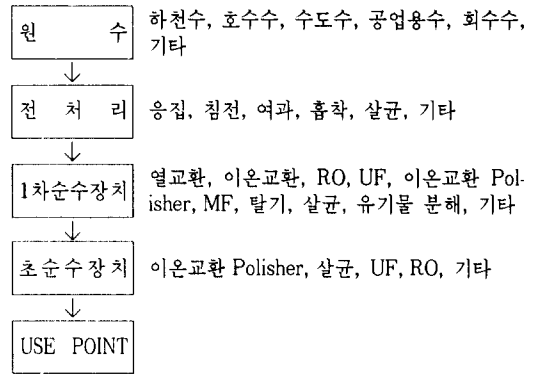 원 수 하천수, 호수수, 수도수, 공업용수, 회수수,
기타
전 처 리 응집, 침전, 여과, 흡착, 살균, 기타
1차순수장치 열교환, 이온교환, RO, UF, 이온교환 Pol-
isher, MF, 탈기, 살균, 유기물 분해, 기타
초순수장치 이온교환 Polisher, 살균, UF, RO, 기타
USE POINT